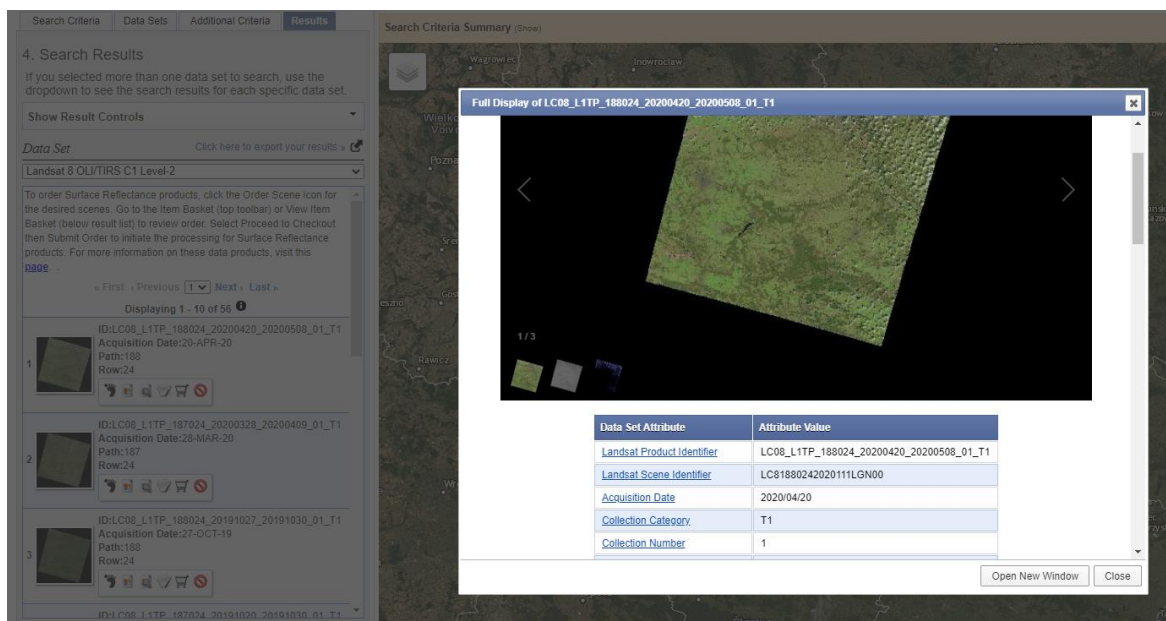 Search Criteria
Data Sets
Additional Criteria
Results
4. Search Results
If you selected more than one data set to search, use the
dropdown to see the search results for each specific data set.
Show Result Controls
Data Set
Click here to export your results »
Landsat 8 OLI/TIRS C1 Level-2
To order Surface Reflectance products, click the Order Scene icon for
the desired scenes. Go to the Item Basket (top toolbar) or View Item
Basket (below result list) to review order. Select Proceed to Checkout
then Submit Order to initiate the processing for Surface Reflectance
products. For more information on these data products, visit this
page. .
« First ‹ Previous 1 Next › Last »
Displaying 1 - 10 of 56
1
ID:LC08_L1TP_188024_20200420_20200508_01_T1
Acquisition Date:20-APR-20
Path:188
Row:24
2
ID:LC08_L1TP_187024_20200328_20200409_01_T1
Acquisition Date:28-MAR-20
Path:187
Row:24
3
ID:LC08_L1TP_188024_20191027_20191030_01_T1
Acquisition Date:27-OCT-19
Path:188
Row:24
ID:LC08_L1TP_187024_20191020_20191030_01_T1
Search Criteria Summary (Show)
Wągrowiec
Inowrocław
Rawicz
Full Display of LC08_L1TP_188024_20200420_20200508_01_T1
1/3
Data Set Attribute Attribute Value
Landsat Product Identifier LC08_L1TP_188024_20200420_20200508_01_T1
Landsat Scene Identifier LC81880242020111LGN00
Acquisition Date 2020/04/20
Collection Category T1
Collection Number 1
Open New Window
Close